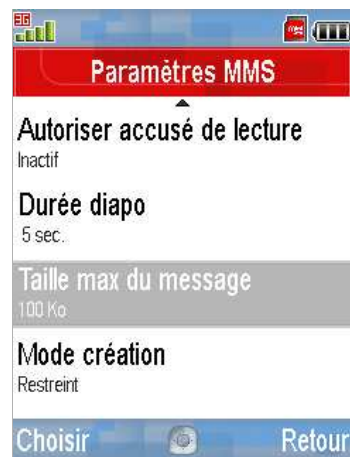 3G
Paramètres MMS
Autoriser accusé de lecture
Inactif
Durée diapo
5 sec.
Taille max du message
100 Ko
Mode création
Restreint
Choisir
Retour